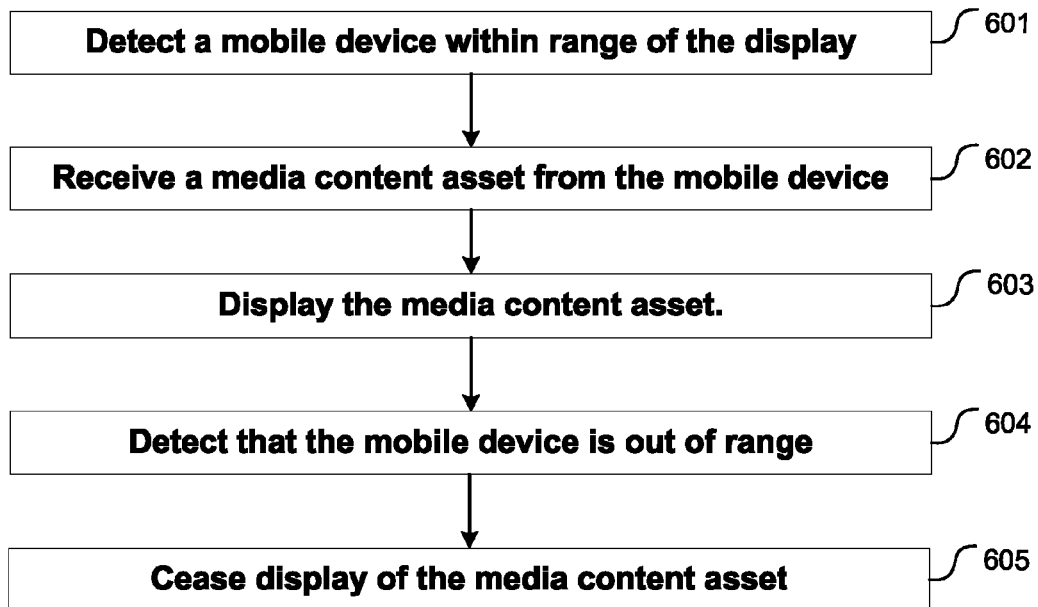 Detect a mobile device within range of the display
601
Receive a media content asset from the mobile device
602
Display the media content asset.
603
Detect that the mobile device is out of range
604
Cease display of the media content asset
605